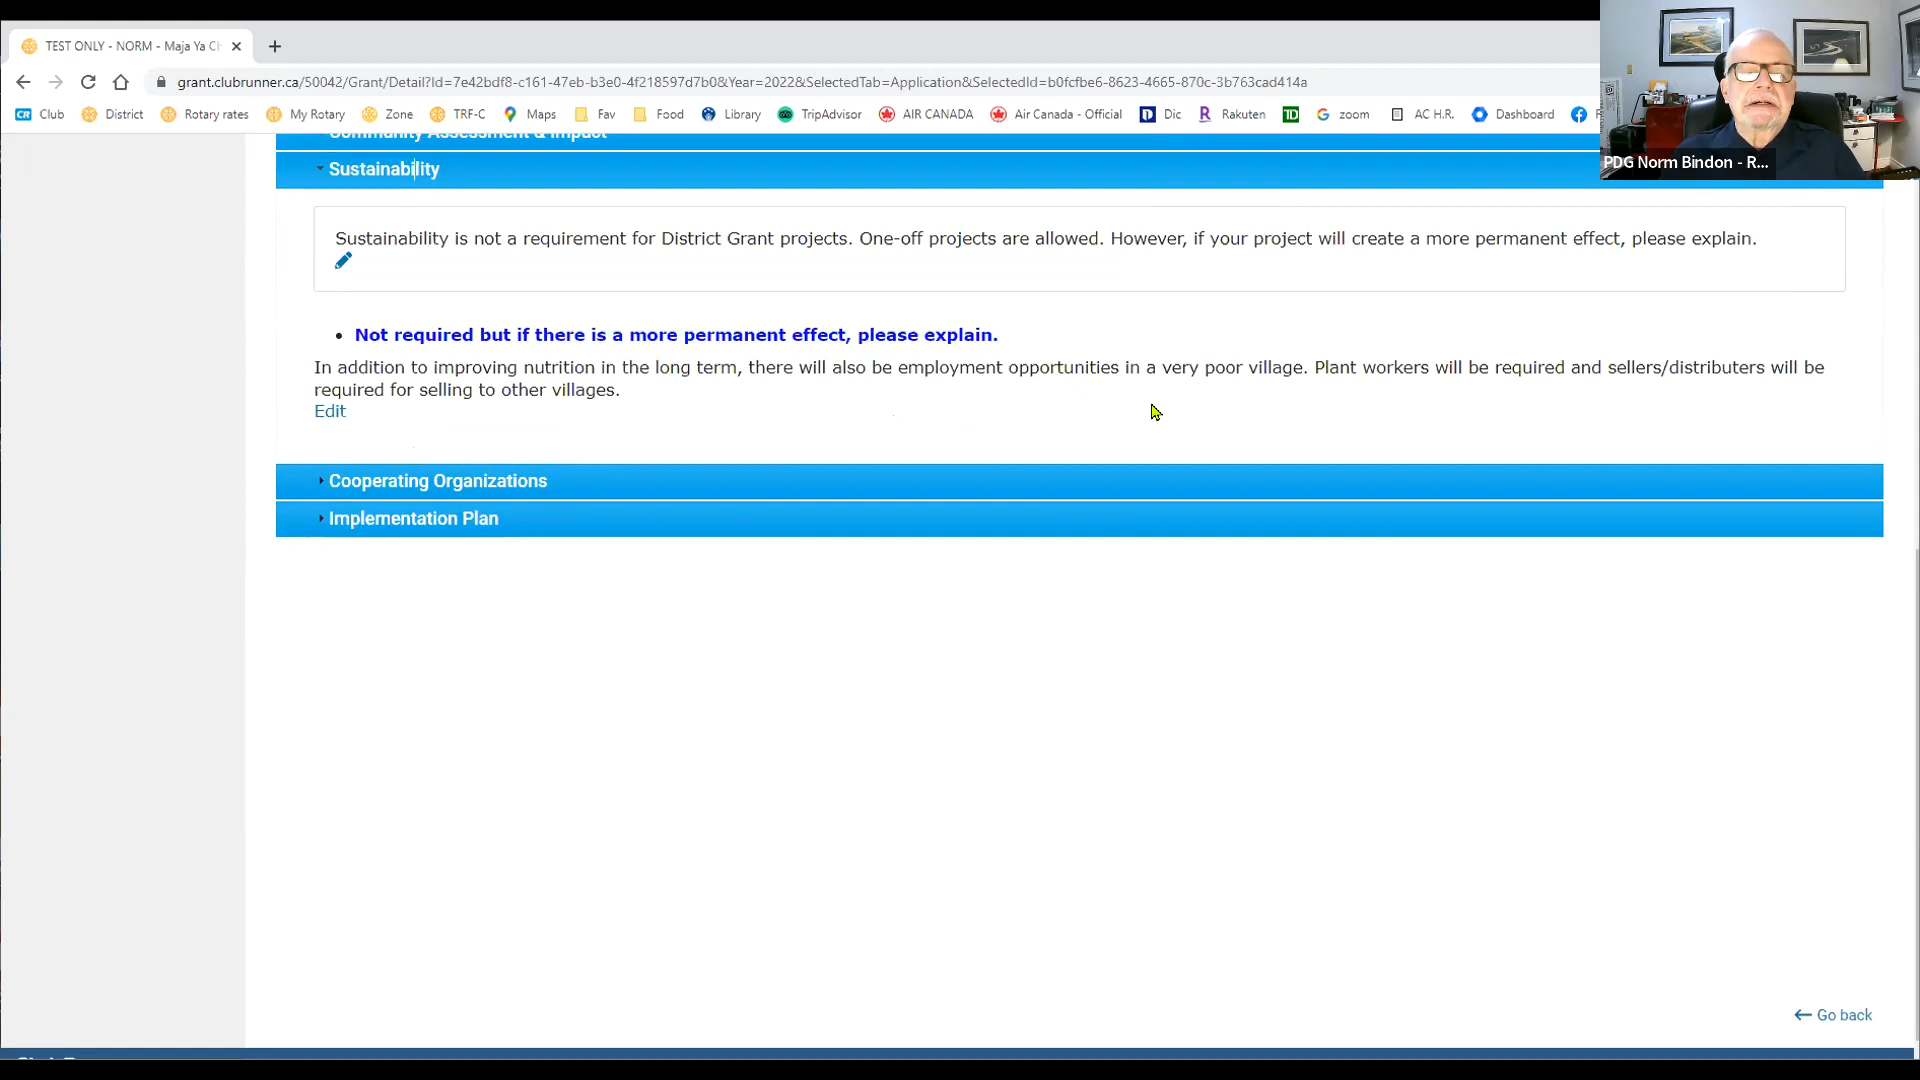 TEST ONLY - NORM - Maja Ya Ch
grant.clubrunner.ca/50042/Grant/Detail?Id=7e42bdf8-c161-47eb-b3e0-4f218597d7b0&Year=2022&SelectedTab=Application&SelectedId=b0fcfbe6-8623-4665-870c-3b763cad414a
CR Club District Rotary rates My Rotary Zone TRF-C Maps Fav Food Library TripAdvisor AIR CANADA Air Canada - Official Dic R Rakuten TD G zoom AC H.R. Dashboard
PDG Norm Bindon - R...
Community Assessment & Impact
Sustainability
Sustainability is not a requirement for District Grant projects. One-off projects are allowed. However, if your project will create a more permanent effect, please explain.
• Not required but if there is a more permanent effect, please explain.
In addition to improving nutrition in the long term, there will also be employment opportunities in a very poor village. Plant workers will be required and sellers/distributers will be
required for selling to other villages.
Edit
Cooperating Organizations
Implementation Plan
Go back